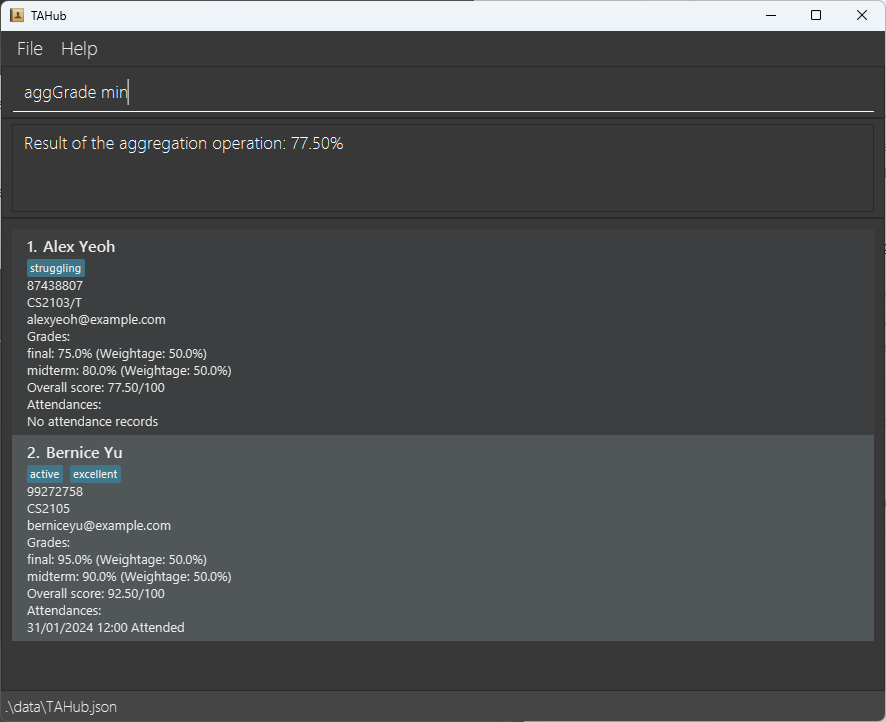 TAHub
File Help
aggGrade min
Result of the aggregation operation: 77.50%
1. Alex Yeoh
struggling
87438807
CS2103/T
alexyeoh@example.com
Grades:
final: 75.0% (Weightage: 50.0%)
midterm: 80.0% (Weightage: 50.0%)
Overall score: 77.50/100
Attendances:
No attendance records
2. Bernice Yu
active excellent
99272758
CS2105
berniceyu@example.com
Grades:
final: 95.0% (Weightage: 50.0%)
midterm: 90.0% (Weightage: 50.0%)
Overall score: 92.50/100
Attendances:
31/01/2024 12:00 Attended
.\data\TAHub.json